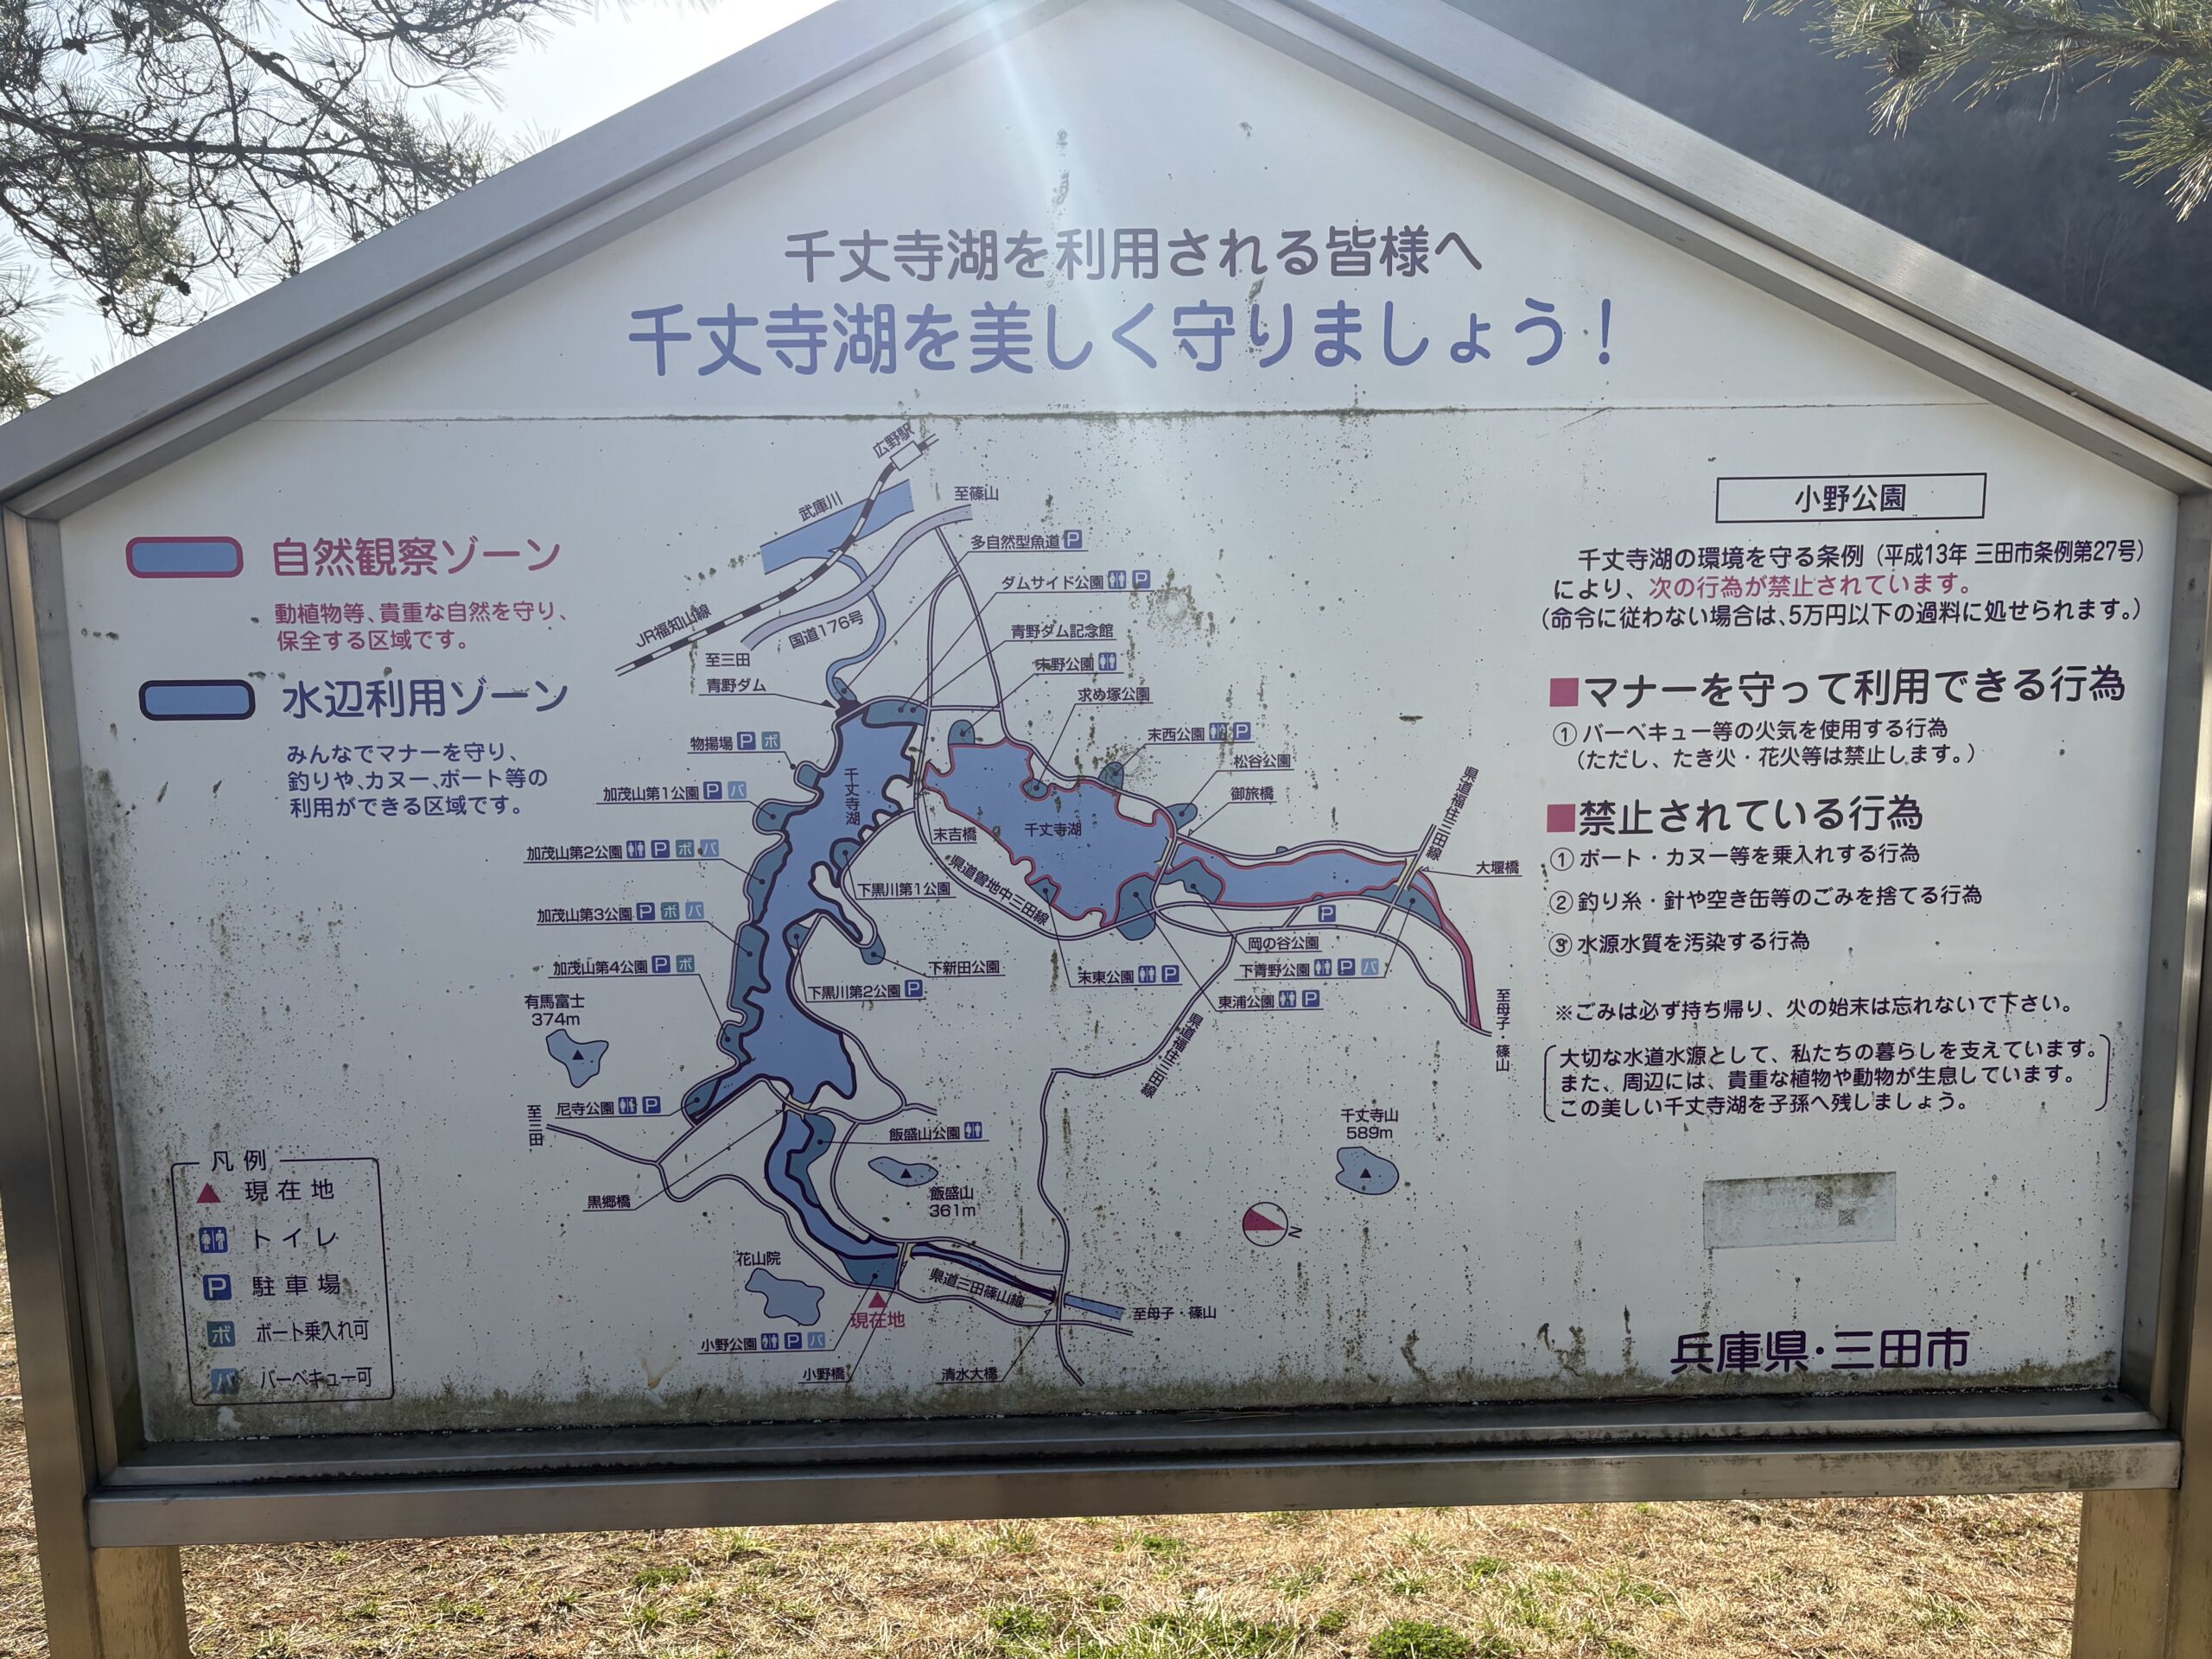 千丈寺湖を利用される皆様へ
千丈寺湖を美しく守りましょう!
自然観察ゾーン
動植物等、貴重な自然を守り、
保全する区域です。
水辺利用ゾーン
みんなでマナーを守り、
釣りや、カヌー、ボート等の
利用ができる区域です。
凡例
現在地
トイレ
P 駐車場
ボ ボート乗入れ可
バ バーベキュー可
広野駅
武庫川
至篠山
JR福知山線
国道176号
至三田
青野ダム
多自然型魚道 P
ダムサイド公園 P
青野ダム記念館
末野公園
求め塚公園
末西公園 P
松谷公園
御旅橋
県道福住三田線
大堰橋
物揚場 P ボ
加茂山第1公園 P バ
加茂山第2公園 P ボ バ
加茂山第3公園 P ボ バ
加茂山第4公園 P ボ
千丈寺湖
千丈寺湖
末吉橋
県道曽地中三田線
下黒川第1公園
下新田公園
下黒川第2公園 P
P
岡の谷公園
下青野公園 P バ
末東公園 P
東浦公園 P
県道福住三田線
至母子・篠山
有馬富士
374m
尼寺公園 P
至三田
飯盛山公園
飯盛山
361m
千丈寺山
589m
黒郷橋
花山院
N
県道三田篠山線
現在地
至母子・篠山
小野公園 P バ
小野橋
清水大橋
小野公園
千丈寺湖の環境を守る条例(平成13年 三田市条例第27号)
により、次の行為が禁止されています。
(命令に従わない場合は、5万円以下の過料に処せられます。)
■マナーを守って利用できる行為
①バーベキュー等の火気を使用する行為
(ただし、たき火・花火等は禁止します。)
■禁止されている行為
①ボート・カヌー等を乗入れする行為
②釣り糸・針や空き缶等のごみを捨てる行為
③水源水質を汚染する行為
※ごみは必ず持ち帰り、火の始末は忘れないで下さい。
大切な水道水源として、私たちの暮らしを支えています。
また、周辺には、貴重な植物や動物が生息しています。
この美しい千丈寺湖を子孫へ残しましょう。
兵庫県・三田市